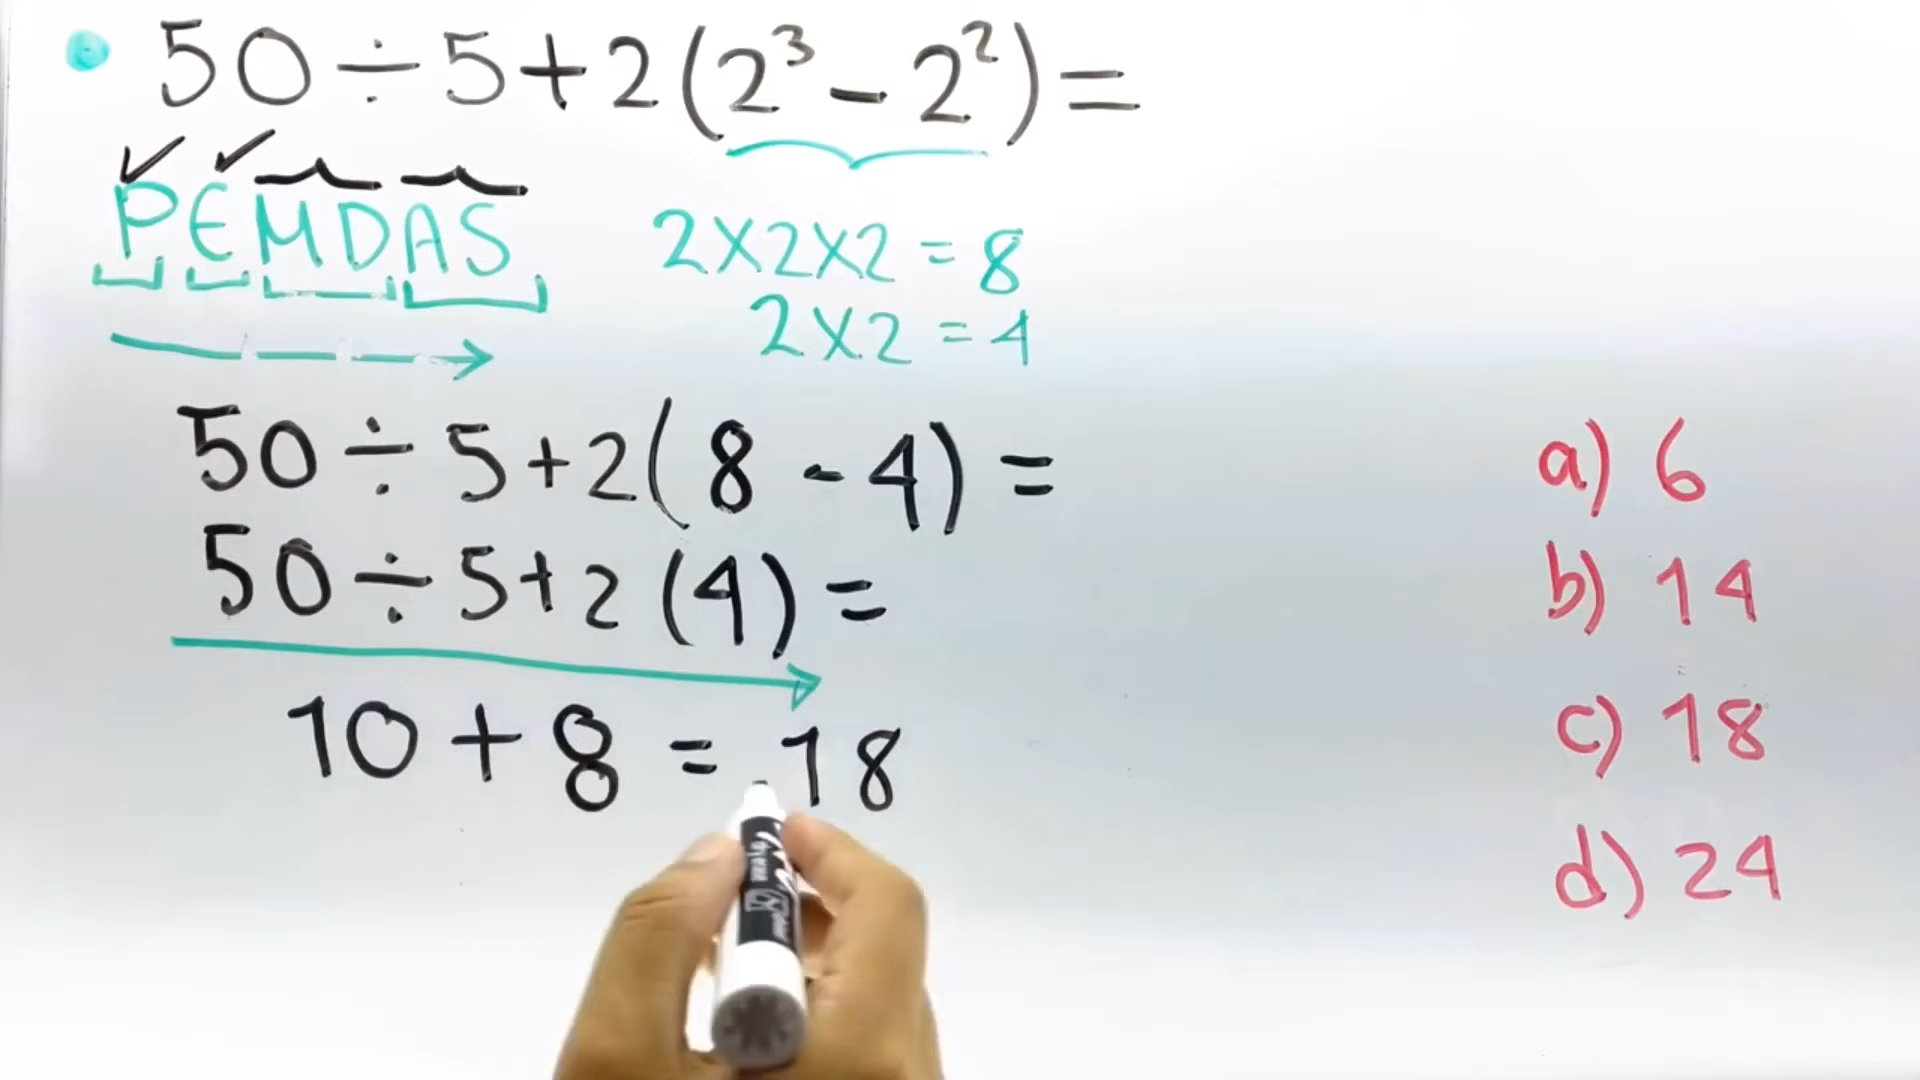 50÷5+2(2³-2²)=
PEMDAS
2×2×2=8
2×2=4
50÷5+2(8-4)=
50÷5+2(4)=
10+8=18
a) 6
b) 14
c) 18
d) 24